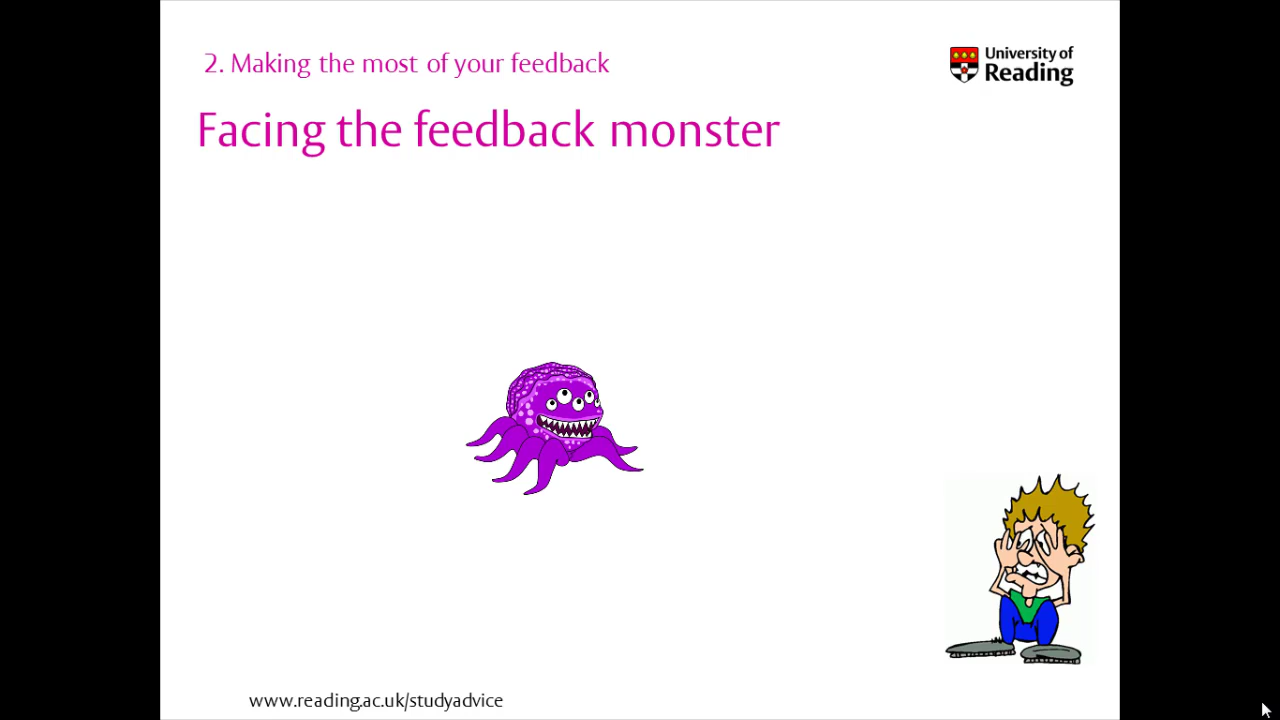 2. Making the most of your feedback
University of
Reading
Facing the feedback monster
www.reading.ac.uk/studyadvice